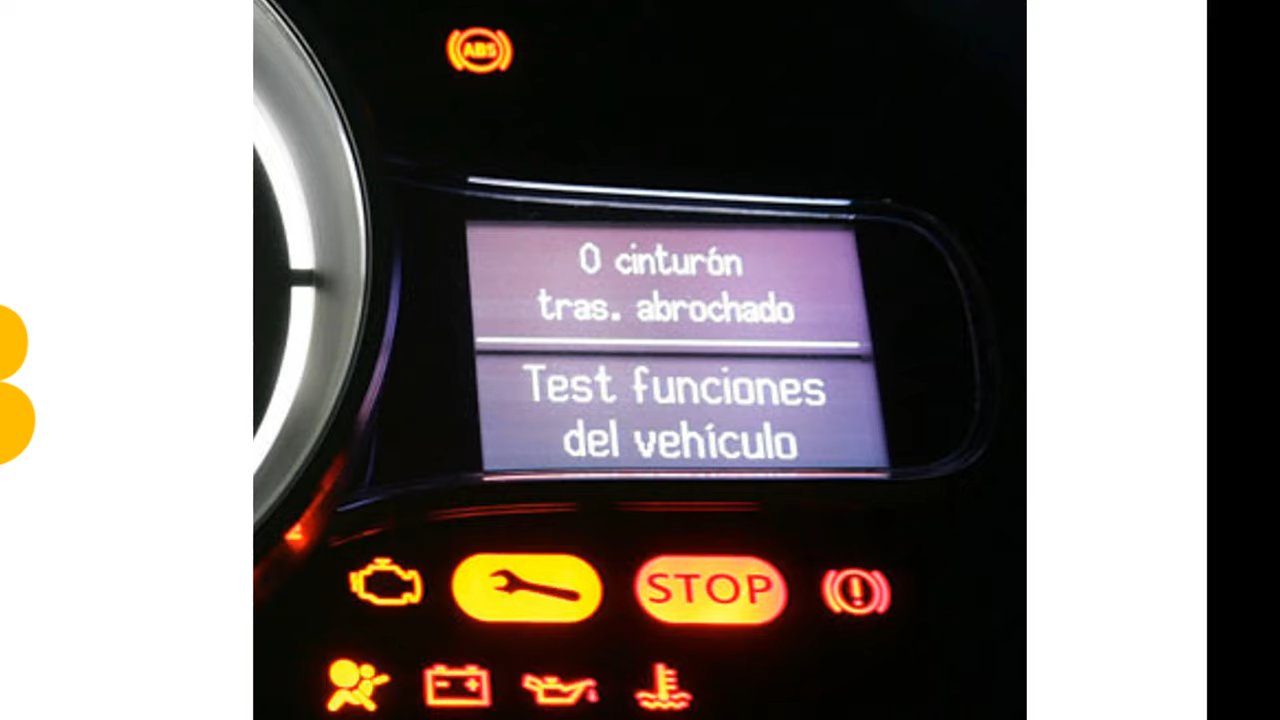 ABS
0 cinturón
tras. abrochado
Test funciones
del vehículo
STOP